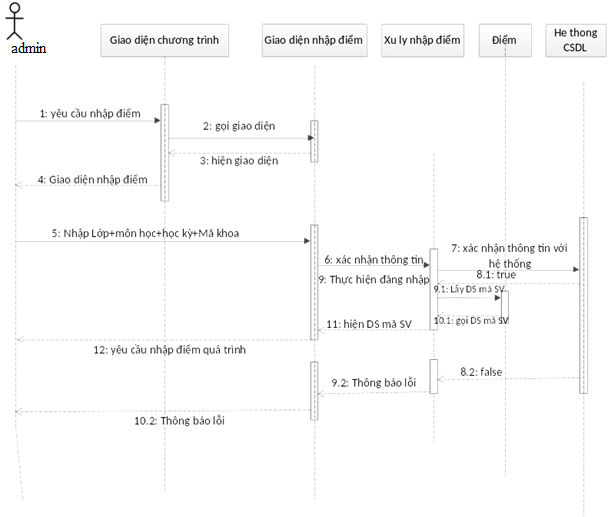 admin
Giao diện chương trình
Giao diện nhập điểm
Xu ly nhập điểm
Điểm
He thong
CSDL
1: yêu cầu nhập điểm
2: gọi giao diện
3: hiện giao diện
4: Giao diện nhập điểm
5: Nhập Lớp+môn học+học kỳ+Mã khoa
6: xác nhận thông tin
7: xác nhận thông tin với
hệ thống
8.1: true
9: Thực hiện đăng nhập
9.1: Lấy DS mã SV
10.1: gọi DS mã SV
11: hiện DS mã SV
12: yêu cầu nhập điểm quá trình
8.2: false
9.2: Thông báo lỗi
10.2: Thông báo lỗi